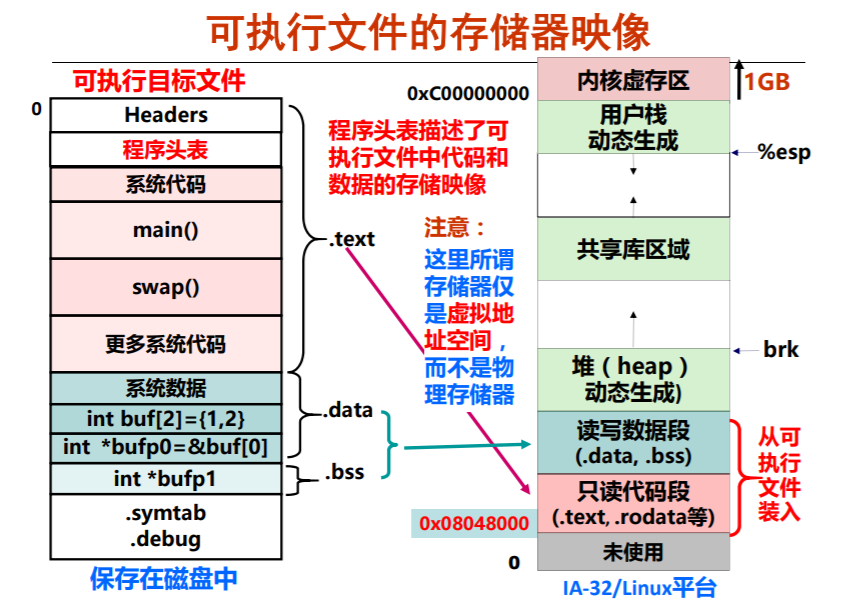 可执行文件的存储器映像
可执行目标文件
0
Headers
程序头表
系统代码
main()
swap()
更多系统代码
系统数据
int buf[2]={1,2}
int *bufp0=&buf[0]
int *bufp1
.symtab
.debug
保存在磁盘中
.text
.data
.bss
程序头表描述了可
执行文件中代码和
数据的存储映像
注意：
这里所谓
存储器仅
是虚拟地
址空间，
而不是物
理存储器
0xC00000000
内核虚存区
1GB
用户栈
动态生成
%esp
共享库区域
brk
堆（heap）
动态生成)
读写数据段
(.data, .bss)
只读代码段
(.text, .rodata等)
0x08048000
未使用
0
从可
执行
文件
装入
IA-32/Linux平台